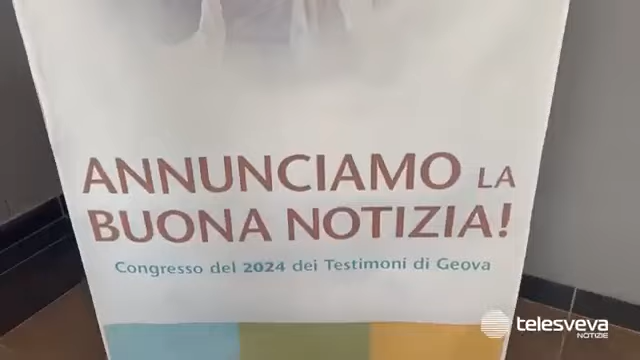 ANNUNCIAMO LA
BUONA NOTIZIA!
Congresso del 2024 dei Testimoni di Geova
telesveva
NOTIZIE